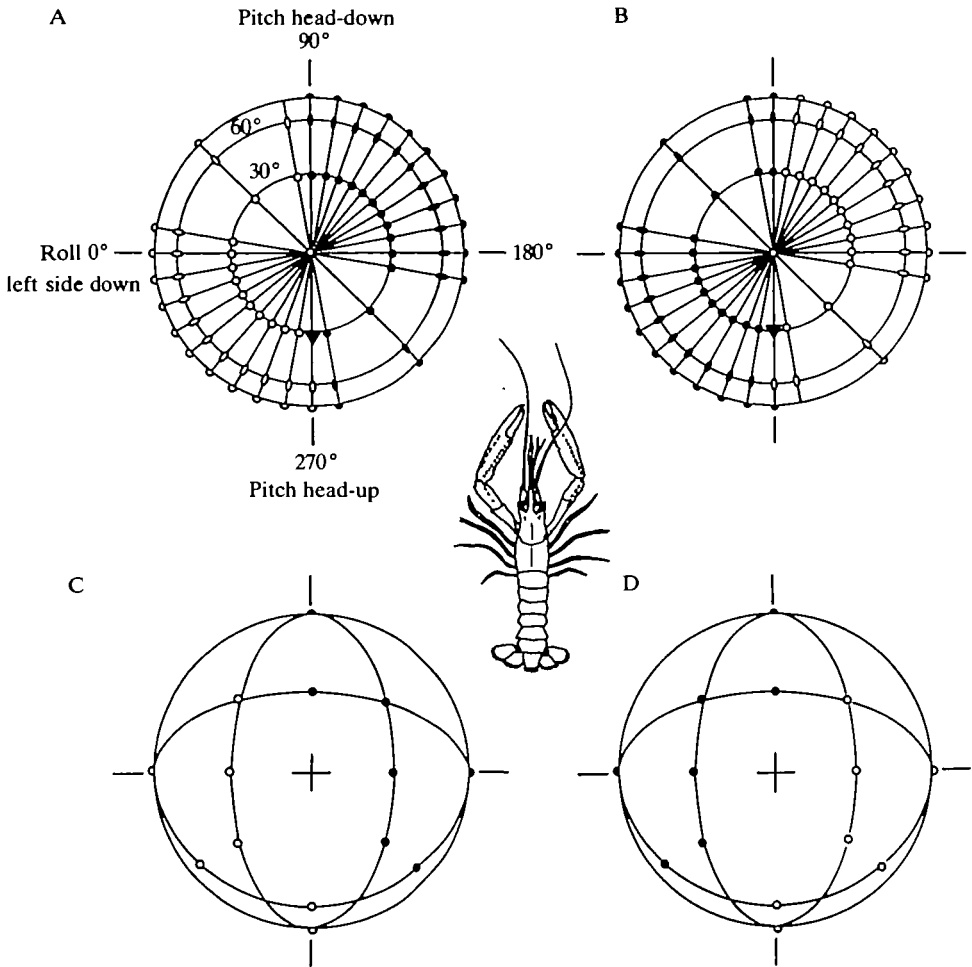 A
Pitch head-down
90°
B
60°
30°
Roll 0°
left side down
180°
270°
Pitch head-up
C
D